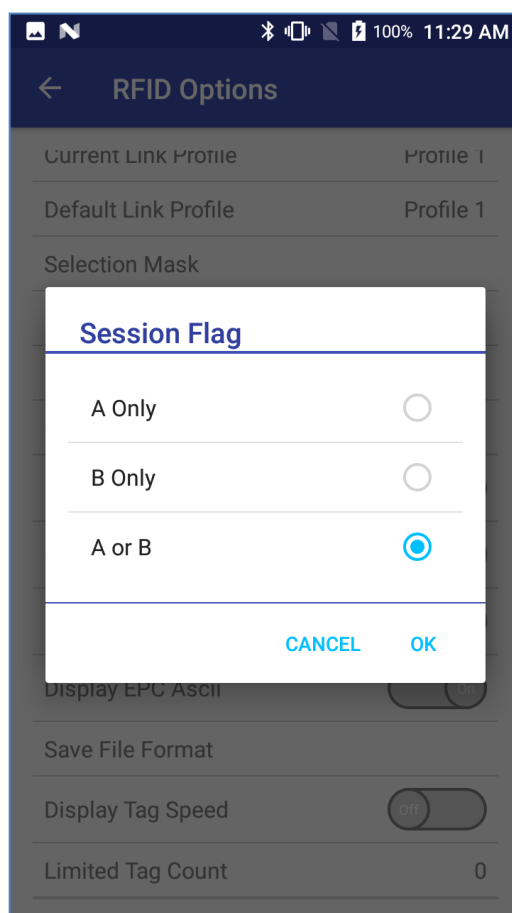 100% 11:29 AM
RFID Options
Current Link Profile Profile 1
Default Link Profile Profile 1
Selection Mask
Session Flag
A Only
B Only
A or B
CANCEL OK
Display EPC Ascii On
Save File Format
Display Tag Speed Off
Limited Tag Count 0